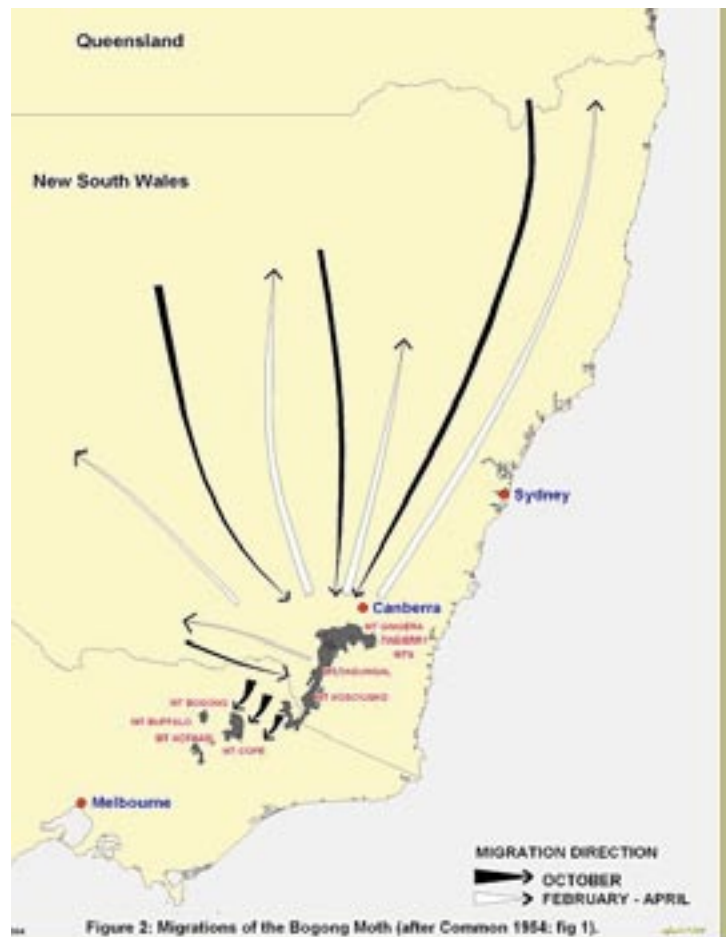 Queensland
New South Wales
Sydney
Canberra
MT GINGERA
TINDERRY
MTS
MT KOSCIUSKO
MT BOGONG
MT BUFFALO
MT HOTHAM
MT COPE
Melbourne
MIGRATION DIRECTION
OCTOBER
FEBRUARY - APRIL
Figure 2: Migrations of the Bogong Moth (after Common 1954: fig 1).